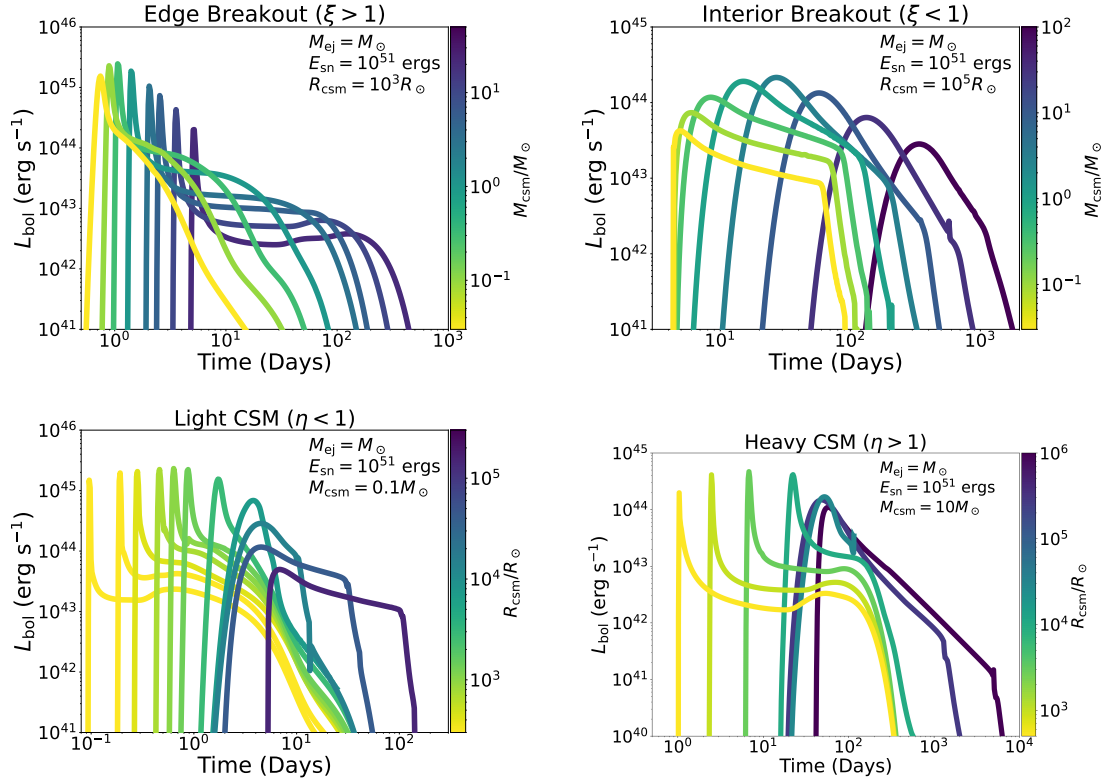 Edge Breakout (ξ > 1)
M_ej = M_⊙
E_sn = 10^51 ergs
R_csm = 10^3 R_⊙
10^46
10^45
10^44
10^43
10^42
10^41
L_bol (erg s^−1)
10^0
10^1
10^2
10^3
Time (Days)
10^1
10^0
10^−1
M_csm/M_⊙
Interior Breakout (ξ < 1)
M_ej = M_⊙
E_sn = 10^51 ergs
R_csm = 10^5 R_⊙
10^45
10^44
10^43
10^42
10^41
L_bol (erg s^−1)
10^1
10^2
10^3
Time (Days)
10^2
10^1
10^0
10^−1
M_csm/M_⊙
Light CSM (η < 1)
M_ej = M_⊙
E_sn = 10^51 ergs
M_csm = 0.1M_⊙
10^46
10^45
10^44
10^43
10^42
10^41
L_bol (erg s^−1)
10^−1
10^0
10^1
10^2
Time (Days)
10^5
10^4
10^3
R_csm/R_⊙
Heavy CSM (η > 1)
M_ej = M_⊙
E_sn = 10^51 ergs
M_csm = 10M_⊙
10^45
10^44
10^43
10^42
10^41
10^40
L_bol (erg s^−1)
10^0
10^1
10^2
10^3
10^4
Time (Days)
10^6
10^5
10^4
10^3
R_csm/R_⊙